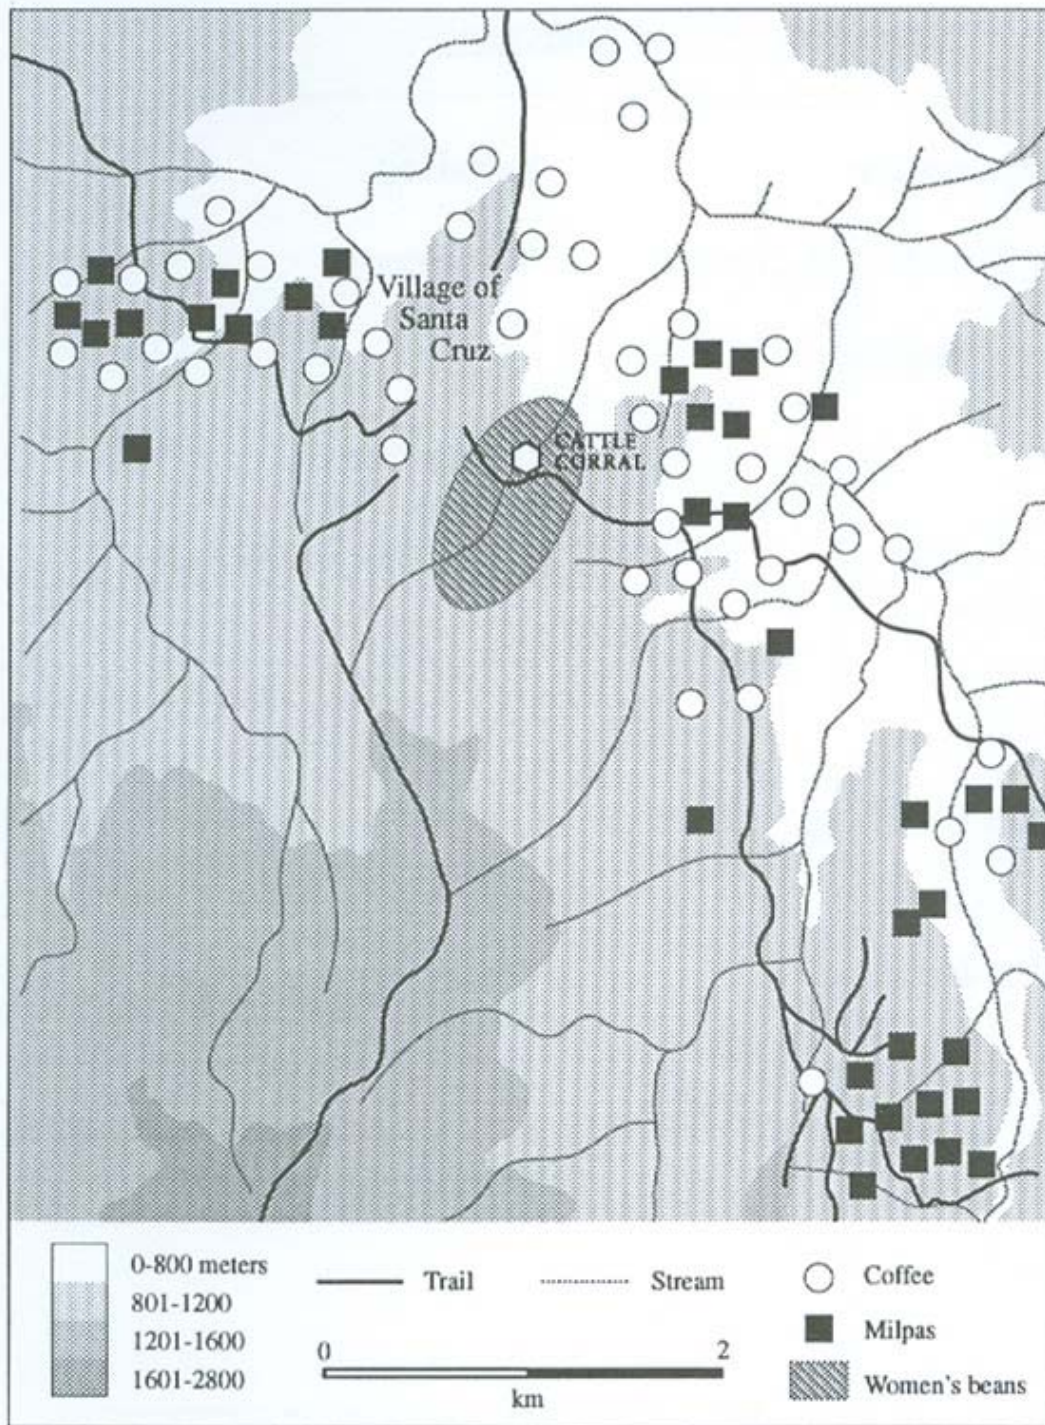 Village of
Santa
Cruz
CATTLE
CORRAL
0-800 meters
801-1200
1201-1600
1601-2800
Trail
Stream
0
2
km
Coffee
Milpas
Women's beans